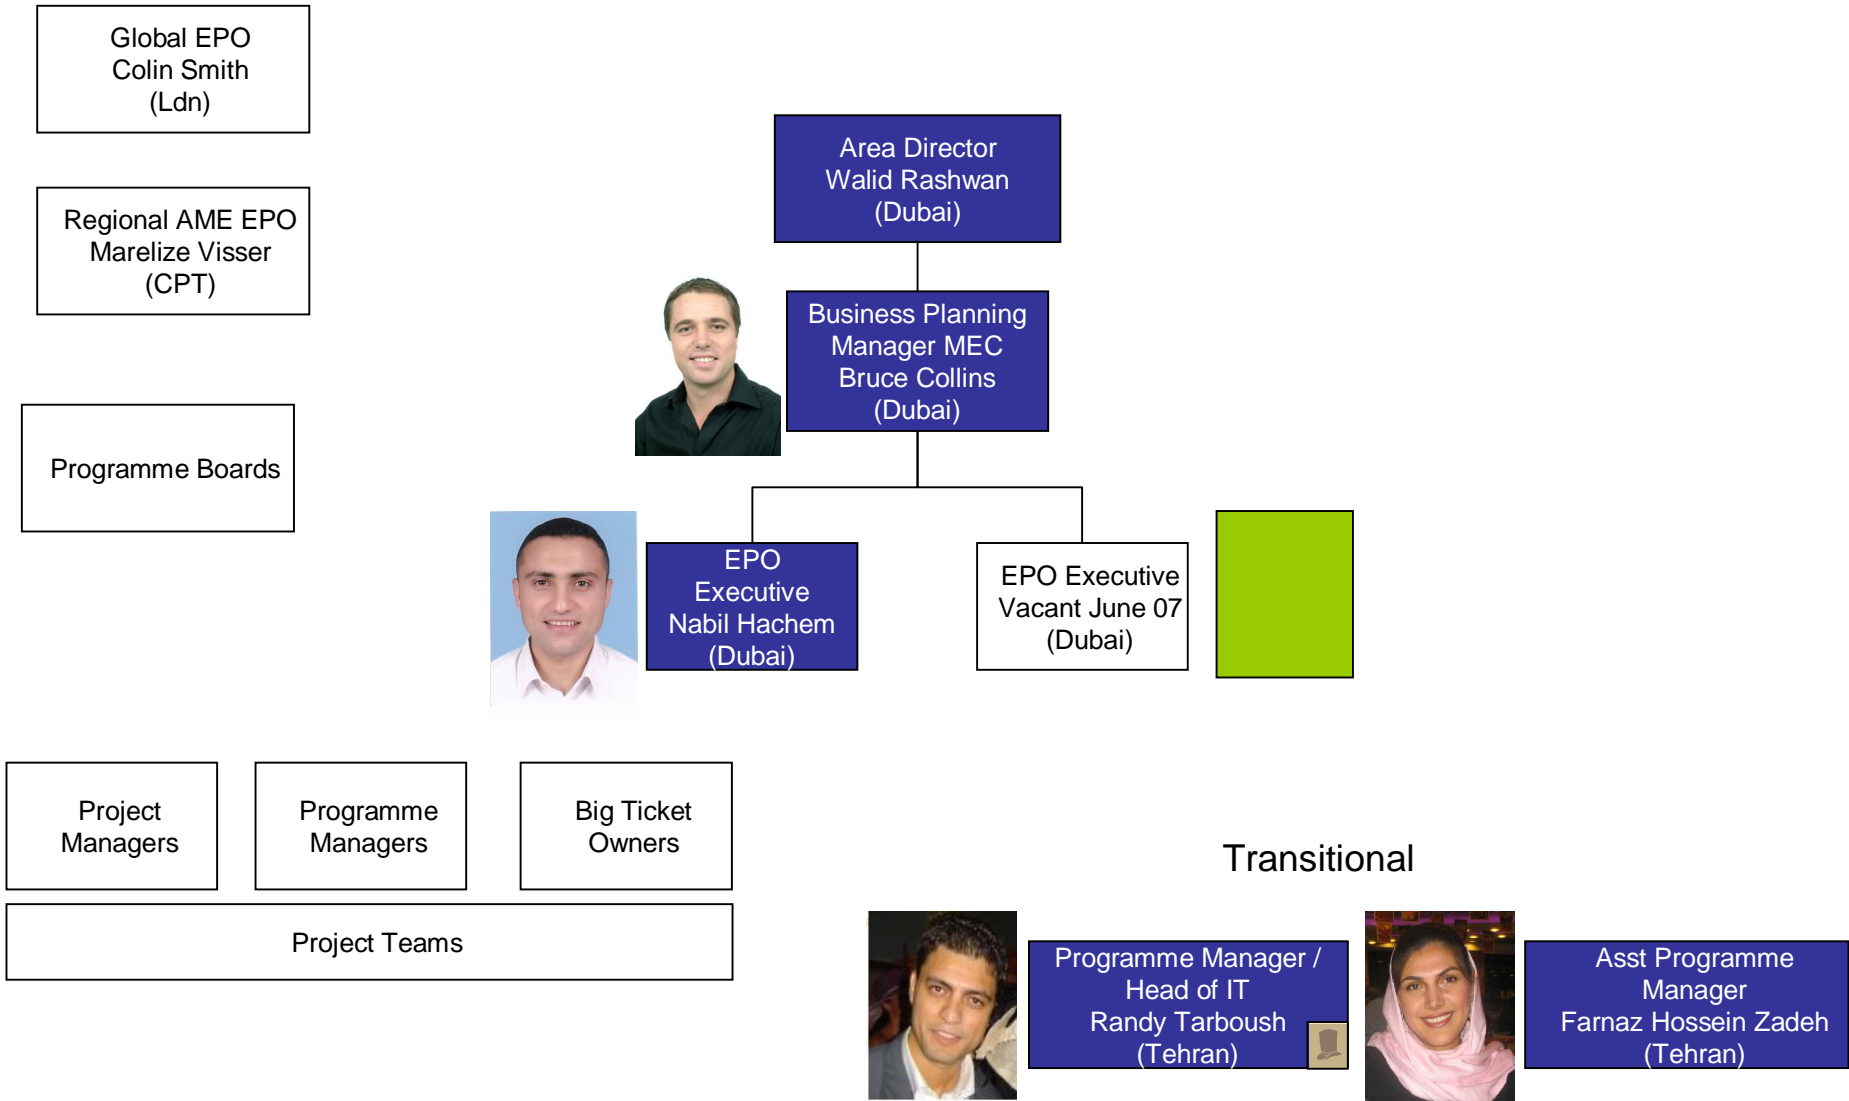 Global EPO
Colin Smith
(Ldn)
Regional AME EPO
Marelize Visser
(CPT)
Programme Boards
Area Director
Walid Rashwan
(Dubai)
Business Planning
Manager MEC
Bruce Collins
(Dubai)
EPO
Executive
Nabil Hachem
(Dubai)
EPO Executive
Vacant June 07
(Dubai)
Project
Managers
Programme
Managers
Big Ticket
Owners
Project Teams
Transitional
Programme Manager /
Head of IT
Randy Tarboush
(Tehran)
Asst Programme
Manager
Farnaz Hossein Zadeh
(Tehran)